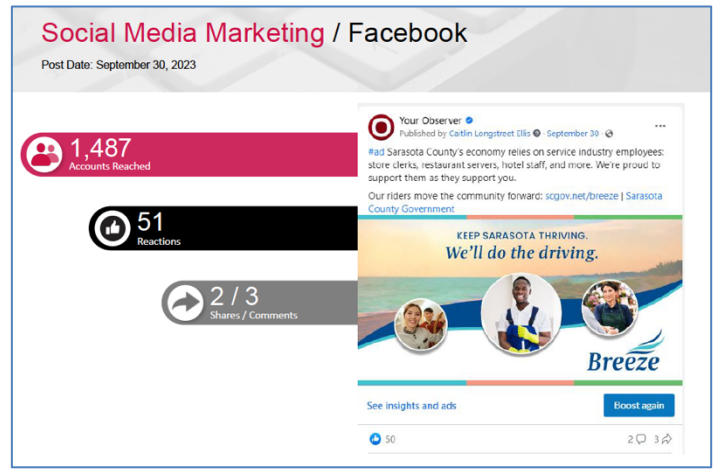 Social Media Marketing / Facebook
Post Date: September 30, 2023
1,487
Accounts Reached
51
Reactions
2 / 3
Shares / Comments
Your Observer
Published by Caitlin Longstreet Ellis · September 30 ·
#ad Sarasota County's economy relies on service industry employees:
store clerks, restaurant servers, hotel staff, and more. We're proud to
support them as they support you.
Our riders move the community forward: scgov.net/breeze | Sarasota
County Government
KEEP SARASOTA THRIVING.
We'll do the driving.
Breeze
See insights and ads
Boost again
50
2
3